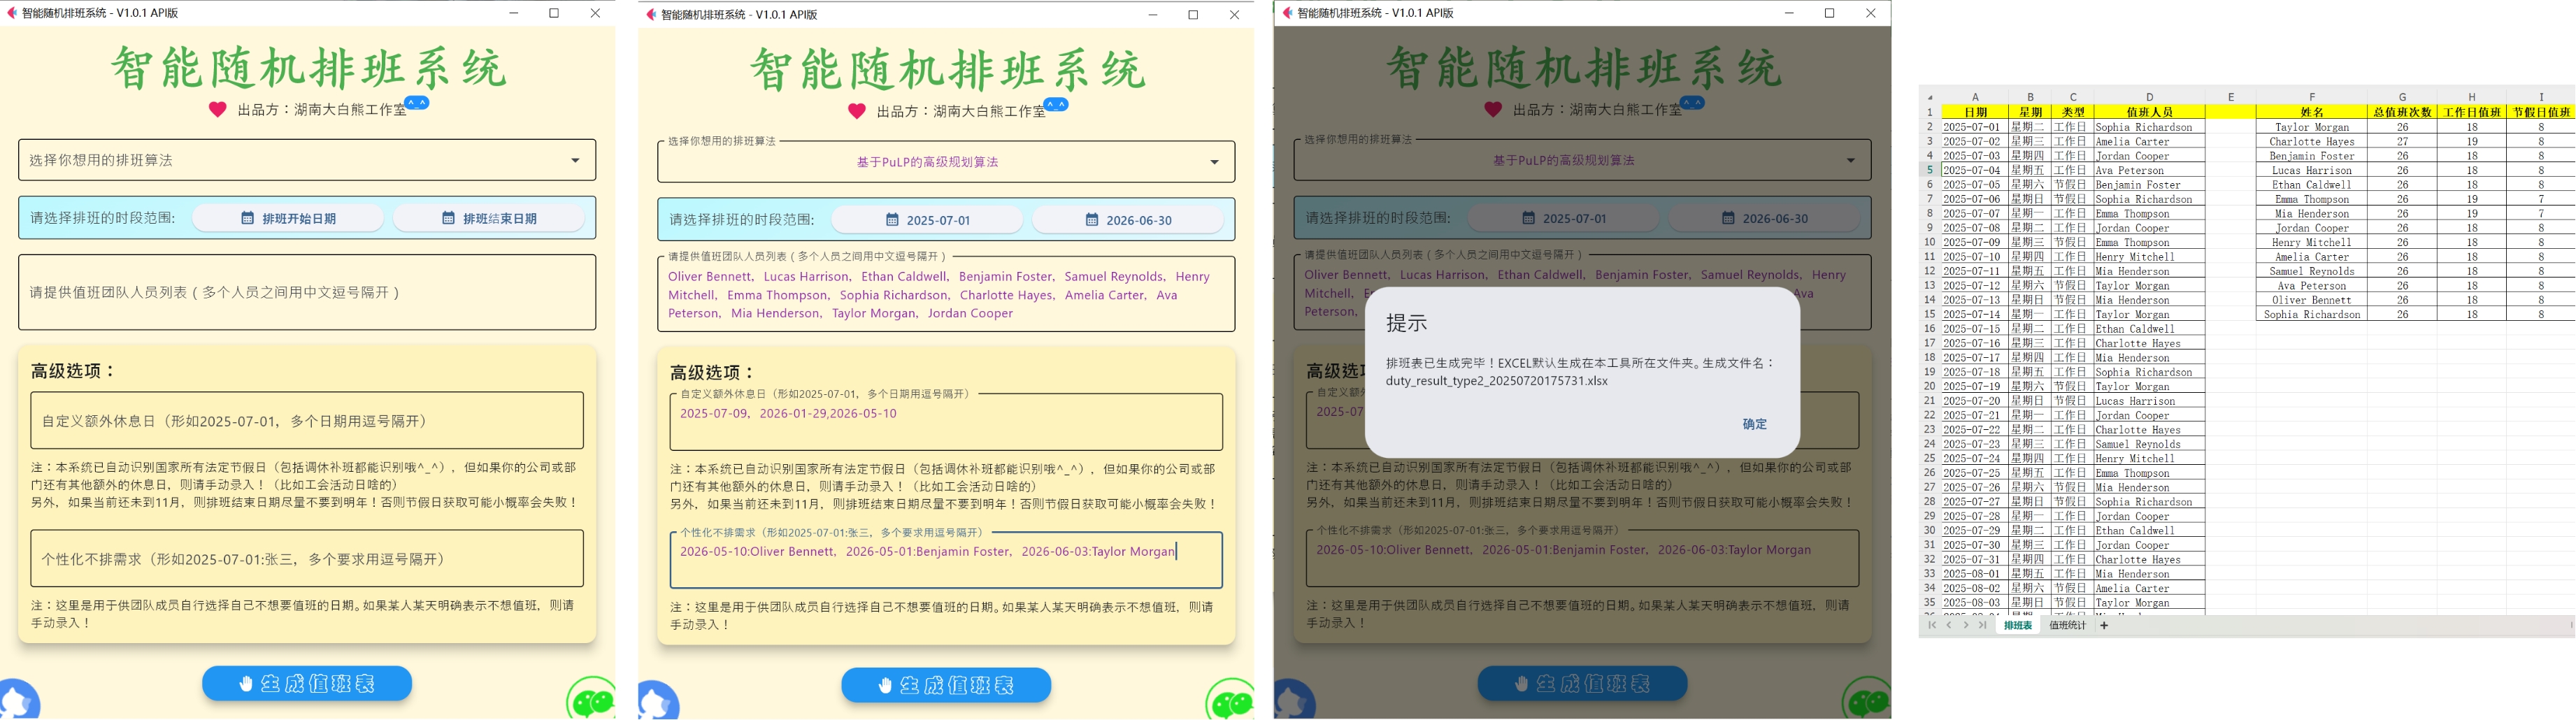 智能随机排班系统 - V1.0.1 API版
智能随机排班系统
出品方：湖南大白熊工作室
^_^
选择你想用的排班算法
请选择排班的时段范围:
排班开始日期
排班结束日期
请提供值班团队人员列表（多个人员之间用中文逗号隔开）
高级选项：
自定义额外休息日（形如2025-07-01，多个日期用逗号隔开）
注：本系统已自动识别国家所有法定节假日（包括调休补班都能识别哦^_^），但如果你的公司或部
门还有其他额外的休息日，则请手动录入！（比如工会活动日啥的）
另外，如果当前还未到11月，则排班结束日期尽量不要到明年！否则节假日获取可能小概率会失败！
个性化不排需求（形如2025-07-01:张三，多个要求用逗号隔开）
注：这里是用于供团队成员自行选择自己不想要值班的日期。如果某人某天明确表示不想值班，则请
手动录入！
生成值班表
智能随机排班系统 - V1.0.1 API版
智能随机排班系统
出品方：湖南大白熊工作室
^_^
选择你想用的排班算法
基于PuLP的高级规划算法
请选择排班的时段范围:
2025-07-01
2026-06-30
请提供值班团队人员列表（多个人员之间用中文逗号隔开）
Oliver Bennett， Lucas Harrison， Ethan Caldwell， Benjamin Foster， Samuel Reynolds， Henry
Mitchell， Emma Thompson， Sophia Richardson， Charlotte Hayes， Amelia Carter， Ava
Peterson， Mia Henderson， Taylor Morgan， Jordan Cooper
高级选项：
自定义额外休息日（形如2025-07-01，多个日期用逗号隔开）
2025-07-09，2026-01-29,2026-05-10
注：本系统已自动识别国家所有法定节假日（包括调休补班都能识别哦^_^），但如果你的公司或部
门还有其他额外的休息日，则请手动录入！（比如工会活动日啥的）
另外，如果当前还未到11月，则排班结束日期尽量不要到明年！否则节假日获取可能小概率会失败！
个性化不排需求（形如2025-07-01:张三，多个要求用逗号隔开）
2026-05-10:Oliver Bennett， 2026-05-01:Benjamin Foster， 2026-06-03:Taylor Morgan
注：这里是用于供团队成员自行选择自己不想要值班的日期。如果某人某天明确表示不想值班，则请
手动录入！
生成值班表
智能随机排班系统 - V1.0.1 API版
智能随机排班系统
出品方：湖南大白熊工作室
^_^
选择你想用的排班算法
基于PuLP的高级规划算法
请选择排班的时段范围:
2025-07-01
2026-06-30
请提供值班团队人员列表（多个人员之间用中文逗号隔开）
Oliver Bennett， Lucas Harrison， Ethan Caldwell， Benjamin Foster， Samuel Reynolds， Henry
Mitchell， Ava
Peterson，
提示
排班表已生成完毕！EXCEL默认生成在本工具所在文件夹。生成文件名：
duty_result_type2_20250720175731.xlsx
确定
高级
自定义额
2025-07
注：本系统已自动识别国家所有法定节假日（包括调休补班都能识别哦^_^），但如果你的公司或部
门还有其他额外的休息日，则请手动录入！（比如工会活动日啥的）
另外，如果当前还未到11月，则排班结束日期尽量不要到明年！否则节假日获取可能小概率会失败！
个性化不排需求（形如2025-07-01:张三，多个要求用逗号隔开）
2026-05-10:Oliver Bennett， 2026-05-01:Benjamin Foster， 2026-06-03:Taylor Morgan
注：这里是用于供团队成员自行选择自己不想要值班的日期。如果某人某天明确表示不想值班，则请
手动录入！
生成值班表
A B C D E F G H I
1 日期 星期 类型 值班人员 姓名 总值班次数 工作日值班 节假日值班
2 2025-07-01 星期二 工作日 Sophia Richardson Taylor Morgan 26 18 8
3 2025-07-02 星期三 工作日 Amelia Carter Charlotte Hayes 27 19 8
4 2025-07-03 星期四 工作日 Jordan Cooper Benjamin Foster 26 18 8
5 2025-07-04 星期五 工作日 Ava Peterson Lucas Harrison 26 18 8
6 2025-07-05 星期六 节假日 Benjamin Foster Ethan Caldwell 26 18 8
7 2025-07-06 星期日 节假日 Sophia Richardson Emma Thompson 26 19 7
8 2025-07-07 星期一 工作日 Emma Thompson Mia Henderson 26 19 7
9 2025-07-08 星期二 工作日 Jordan Cooper Jordan Cooper 26 18 8
10 2025-07-09 星期三 节假日 Emma Thompson Henry Mitchell 26 18 8
11 2025-07-10 星期四 工作日 Henry Mitchell Amelia Carter 26 18 8
12 2025-07-11 星期五 工作日 Mia Henderson Samuel Reynolds 26 18 8
13 2025-07-12 星期六 节假日 Taylor Morgan Ava Peterson 26 18 8
14 2025-07-13 星期日 节假日 Mia Henderson Oliver Bennett 26 18 8
15 2025-07-14 星期一 工作日 Taylor Morgan Sophia Richardson 26 18 8
16 2025-07-15 星期二 工作日 Ethan Caldwell
17 2025-07-16 星期三 工作日 Charlotte Hayes
18 2025-07-17 星期四 工作日 Mia Henderson
19 2025-07-18 星期五 工作日 Sophia Richardson
20 2025-07-19 星期六 节假日 Taylor Morgan
21 2025-07-20 星期日 节假日 Lucas Harrison
22 2025-07-21 星期一 工作日 Jordan Cooper
23 2025-07-22 星期二 工作日 Charlotte Hayes
24 2025-07-23 星期三 工作日 Samuel Reynolds
25 2025-07-24 星期四 工作日 Henry Mitchell
26 2025-07-25 星期五 工作日 Emma Thompson
27 2025-07-26 星期六 节假日 Mia Henderson
28 2025-07-27 星期日 节假日 Sophia Richardson
29 2025-07-28 星期一 工作日 Jordan Cooper
30 2025-07-29 星期二 工作日 Ethan Caldwell
31 2025-07-30 星期三 工作日 Jordan Cooper
32 2025-07-31 星期四 工作日 Charlotte Hayes
33 2025-08-01 星期五 工作日 Mia Henderson
34 2025-08-02 星期六 节假日 Amelia Carter
35 2025-08-03 星期日 节假日 Taylor Morgan
排班表 值班统计 +